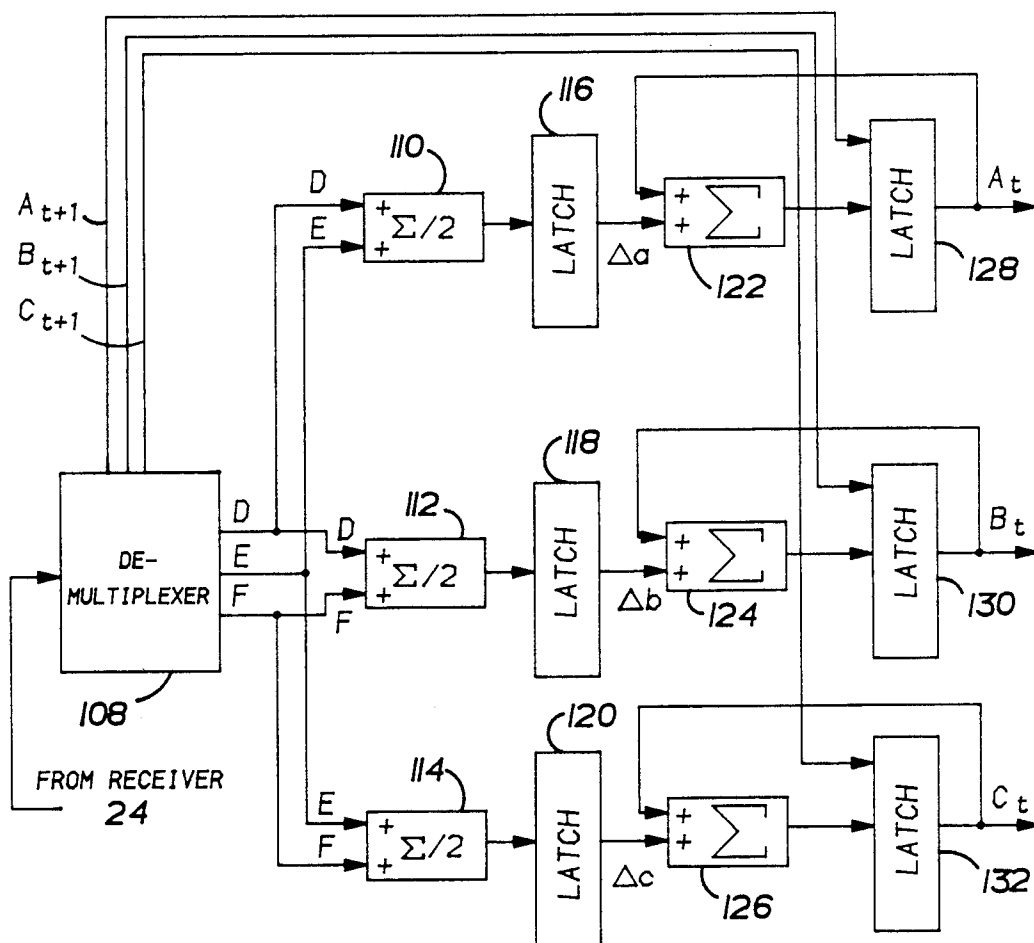 A t+1
B t+1
C t+1
116
110
D
E
+
+
Σ/2
LATCH
Δa
+
+
Σ
122
LATCH
A t
128
DE-
MULTIPLEXER
108
D
E
F
118
112
D
F
+
+
Σ/2
LATCH
Δb
+
+
Σ
124
LATCH
B t
130
FROM RECEIVER
24
120
114
E
F
+
+
Σ/2
LATCH
Δc
+
+
Σ
126
LATCH
C t
132